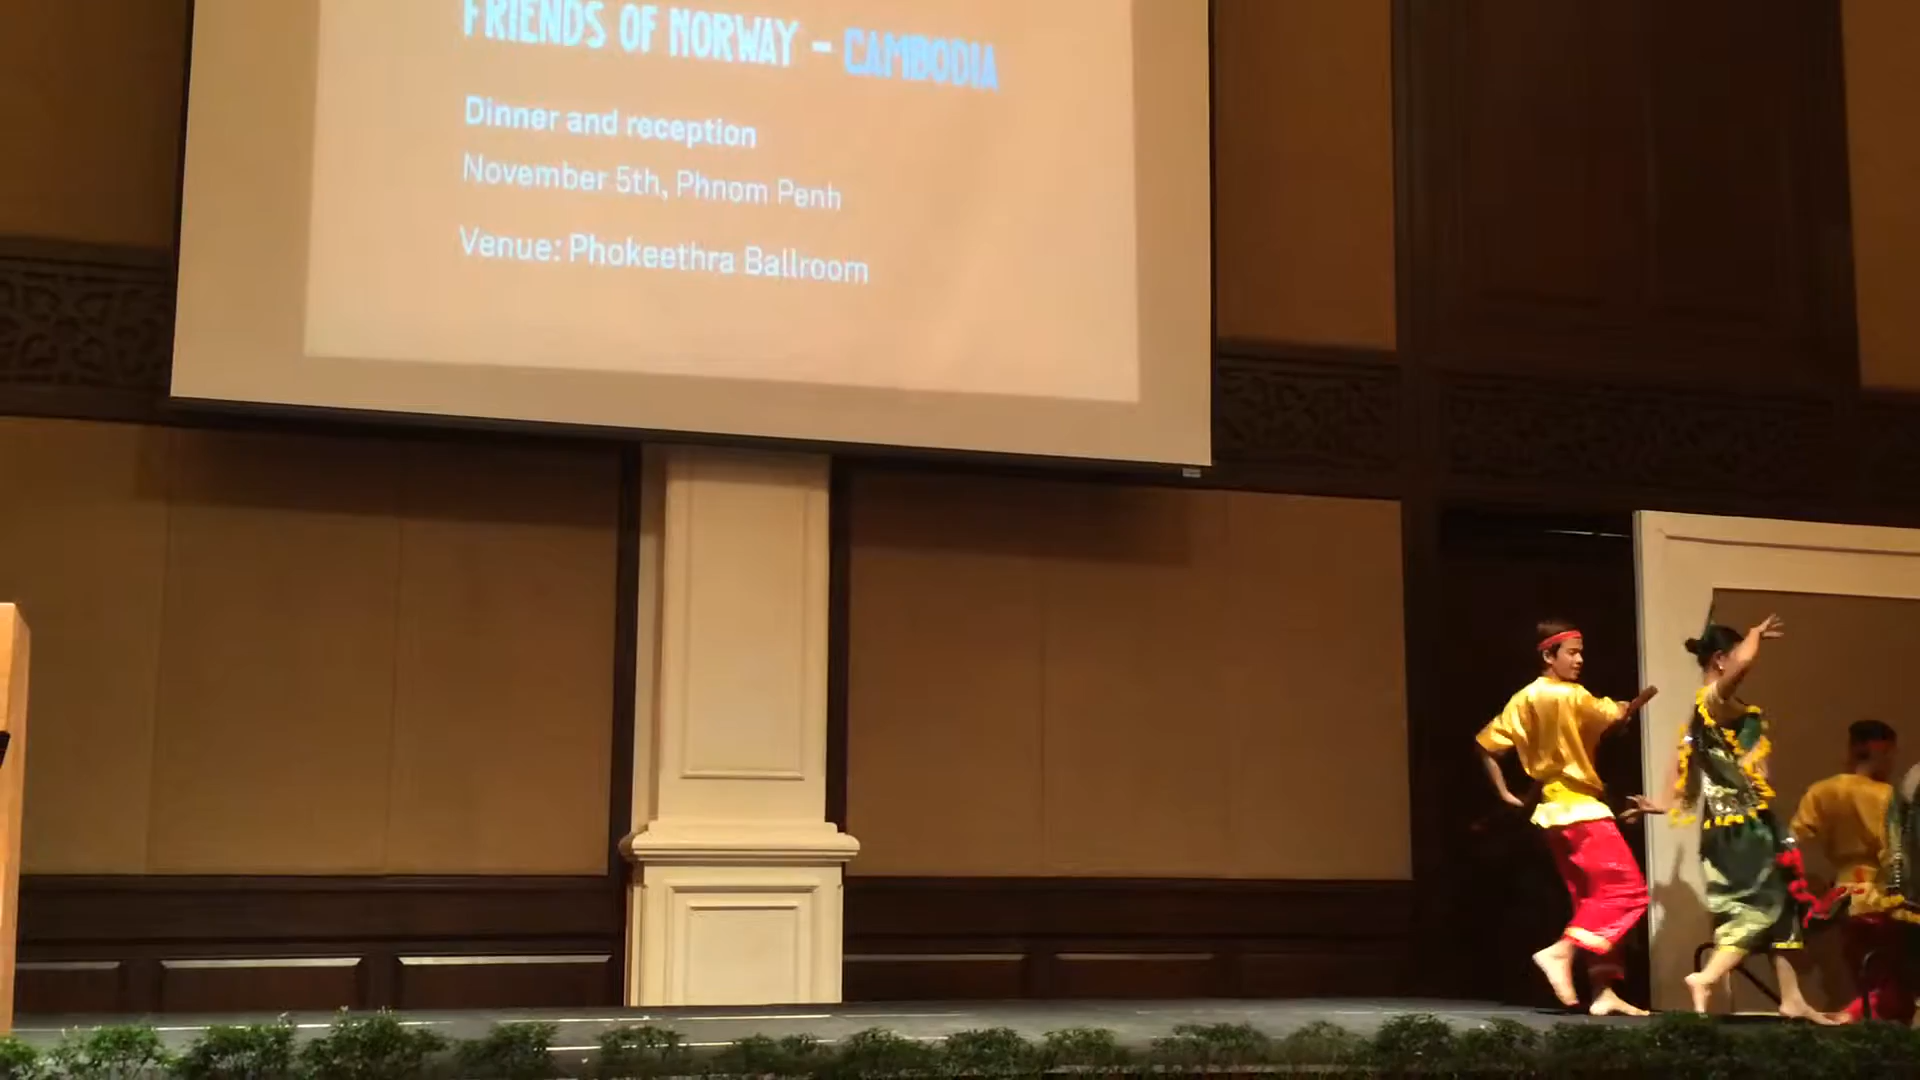 FRIENDS OF NORWAY - CAMBODIA
Dinner and reception
November 5th, Phnom Penh
Venue: Phokeethra Ballroom